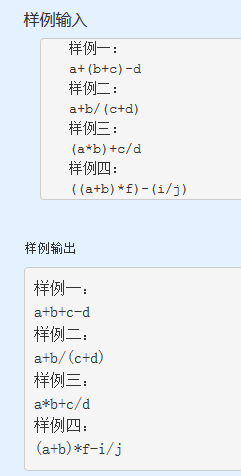 样例输入
样例一：
a+(b+c)-d
样例二：
a+b/(c+d)
样例三：
(a*b)+c/d
样例四：
((a+b)*f)-(i/j)
样例输出
样例一：
a+b+c-d
样例二：
a+b/(c+d)
样例三：
a*b+c/d
样例四：
(a+b)*f-i/j